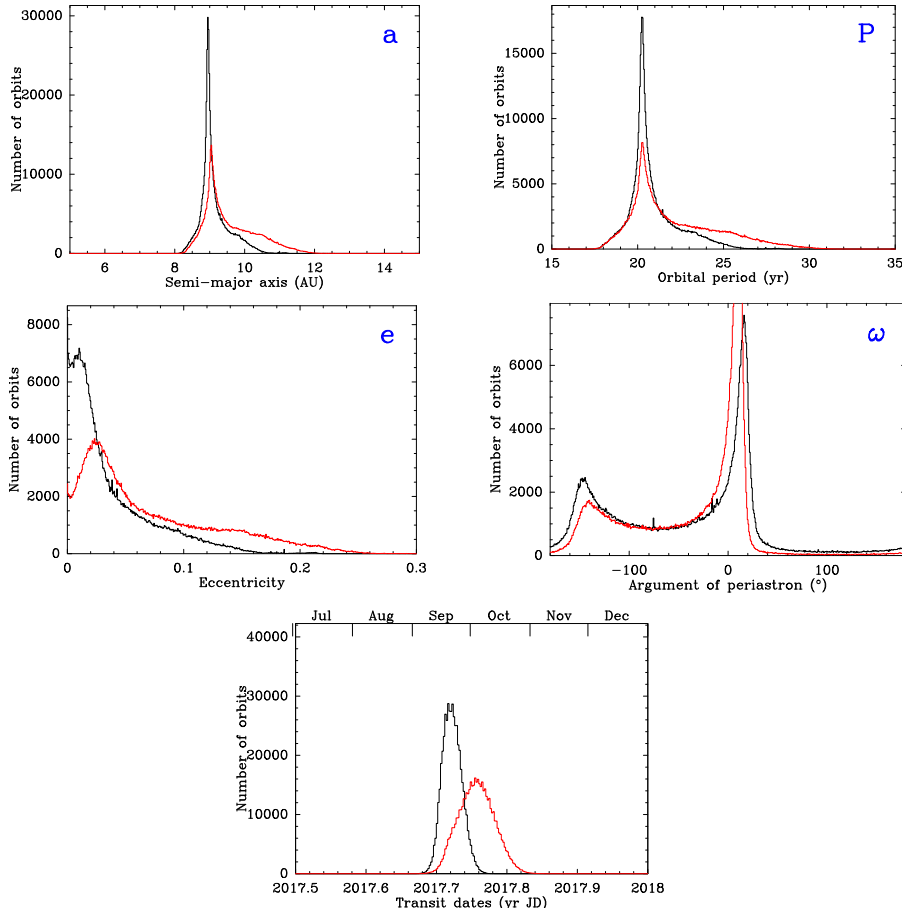 a
Number of orbits
30000
20000
10000
0
6 8 10 12 14
Semi-major axis (AU)
P
Number of orbits
15000
10000
5000
0
15 20 25 30 35
Orbital period (yr)
e
Number of orbits
8000
6000
4000
2000
0
0 0.1 0.2 0.3
Eccentricity
ω
Number of orbits
6000
4000
2000
0
-100 0 100
Argument of periastron (°)
Jul Aug Sep Oct Nov Dec
Number of orbits
40000
30000
20000
10000
0
2017.5 2017.6 2017.7 2017.8 2017.9 2018
Transit dates (yr JD)